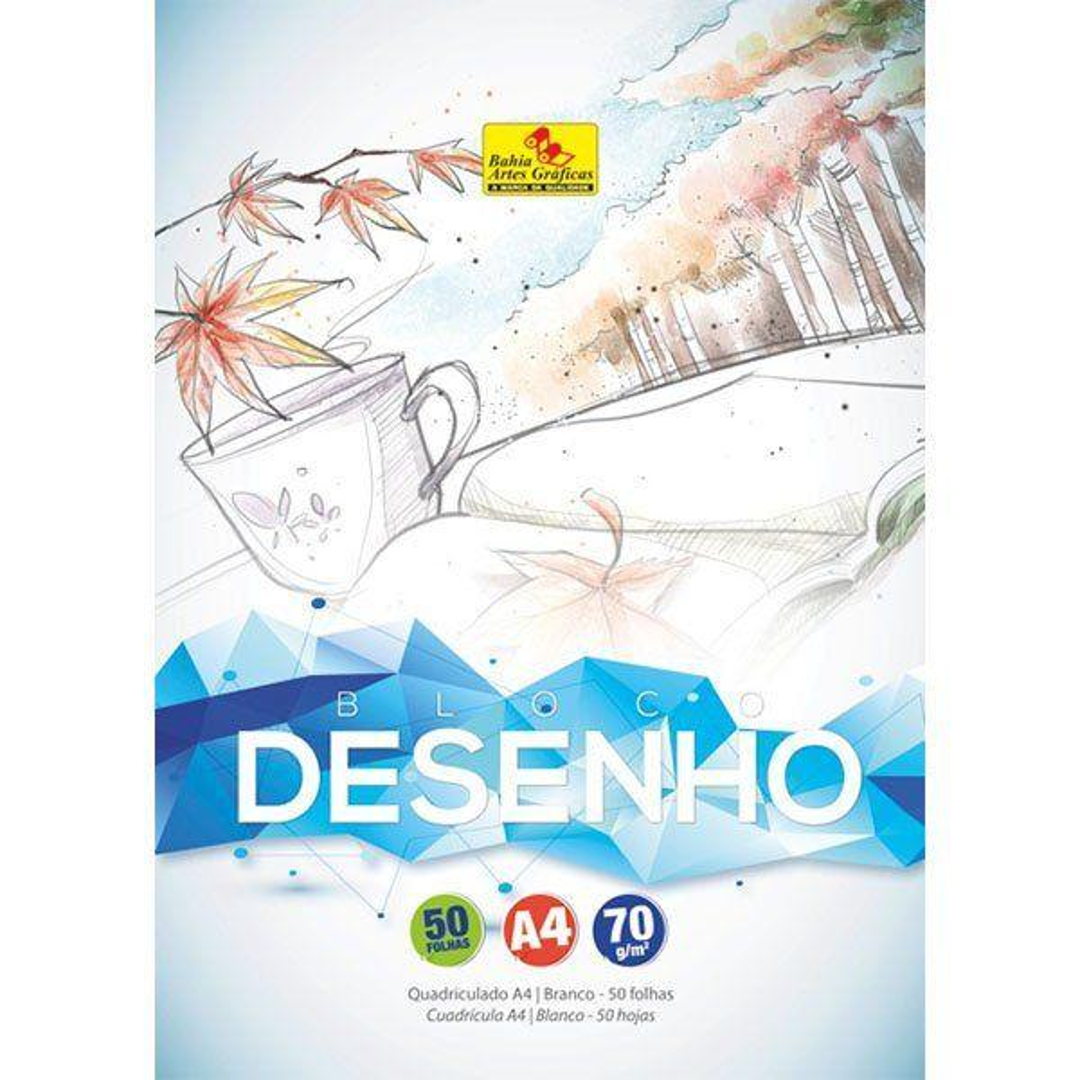 Bahia
Artes Gráficas
A MARCA DA QUALIDADE
BLOCO
DESENHO
50
FOLHAS
A4
70
g/m²
Quadriculado A4 | Branco - 50 folhas
Cuadrícula A4 | Blanco - 50 hojas